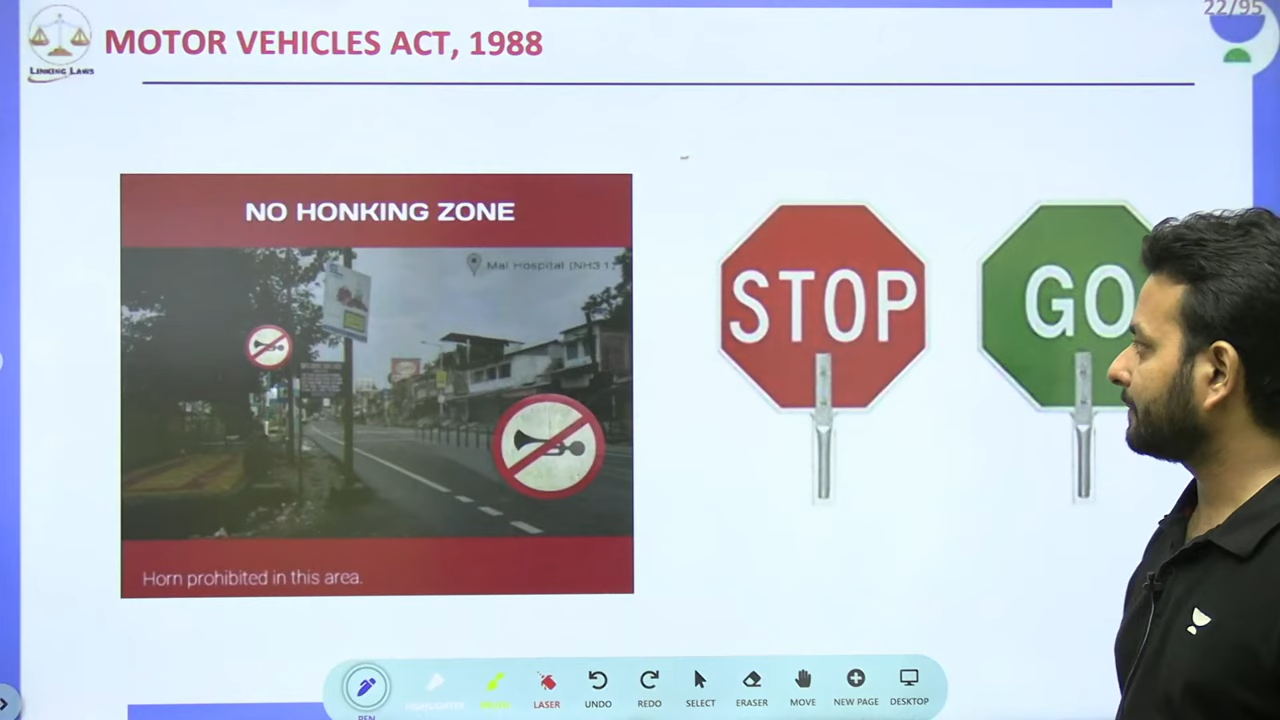 22/95
LINKING LAWS
MOTOR VEHICLES ACT, 1988
NO HONKING ZONE
Mal Hospital (NH31)
STOP
GO
Horn prohibited in this area.
PEN
HIGHLIGHTER
LASER
UNDO
REDO
SELECT
ERASER
MOVE
NEW PAGE
DESKTOP